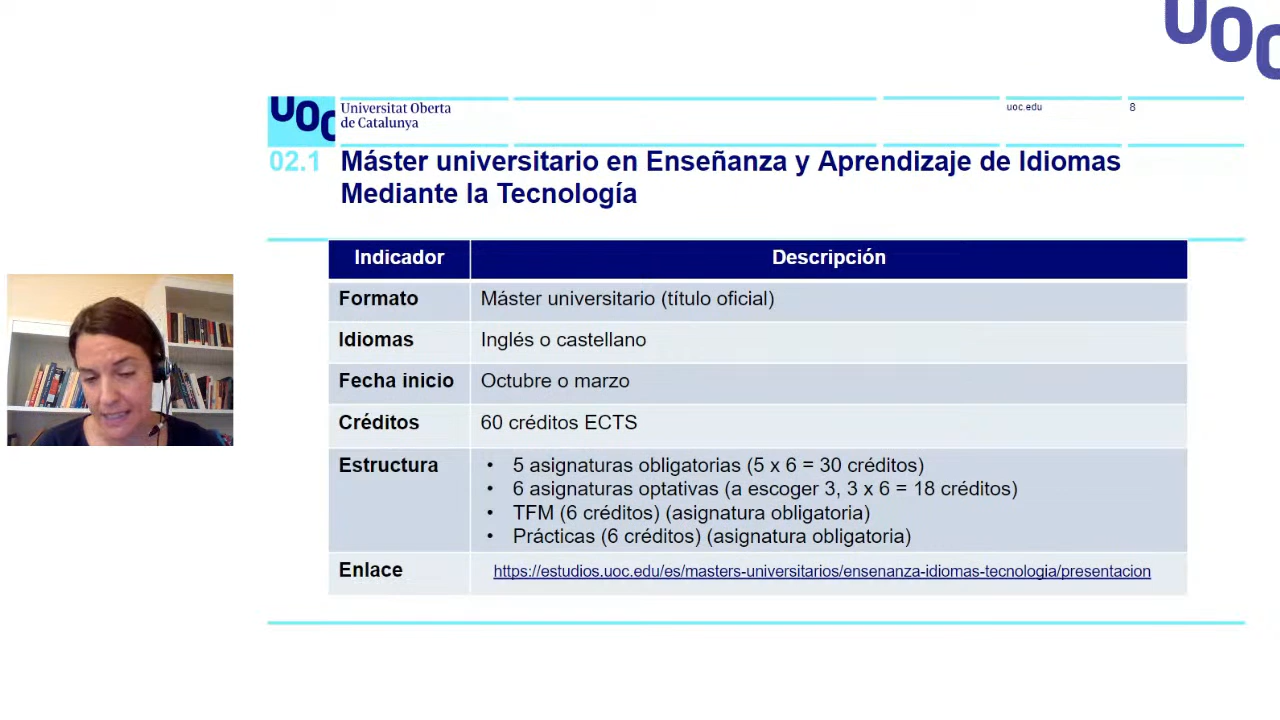 UOC
UOC
Universitat Oberta
de Catalunya
uoc.edu
8
02.1
Máster universitario en Enseñanza y Aprendizaje de Idiomas
Mediante la Tecnología
Indicador
Descripción
Formato
Máster universitario (título oficial)
Idiomas
Inglés o castellano
Fecha inicio
Octubre o marzo
Créditos
60 créditos ECTS
Estructura
• 5 asignaturas obligatorias (5 x 6 = 30 créditos)
• 6 asignaturas optativas (a escoger 3, 3 x 6 = 18 créditos)
• TFM (6 créditos) (asignatura obligatoria)
• Prácticas (6 créditos) (asignatura obligatoria)
Enlace
https://estudios.uoc.edu/es/masters-universitarios/ensenanza-idiomas-tecnologia/presentacion